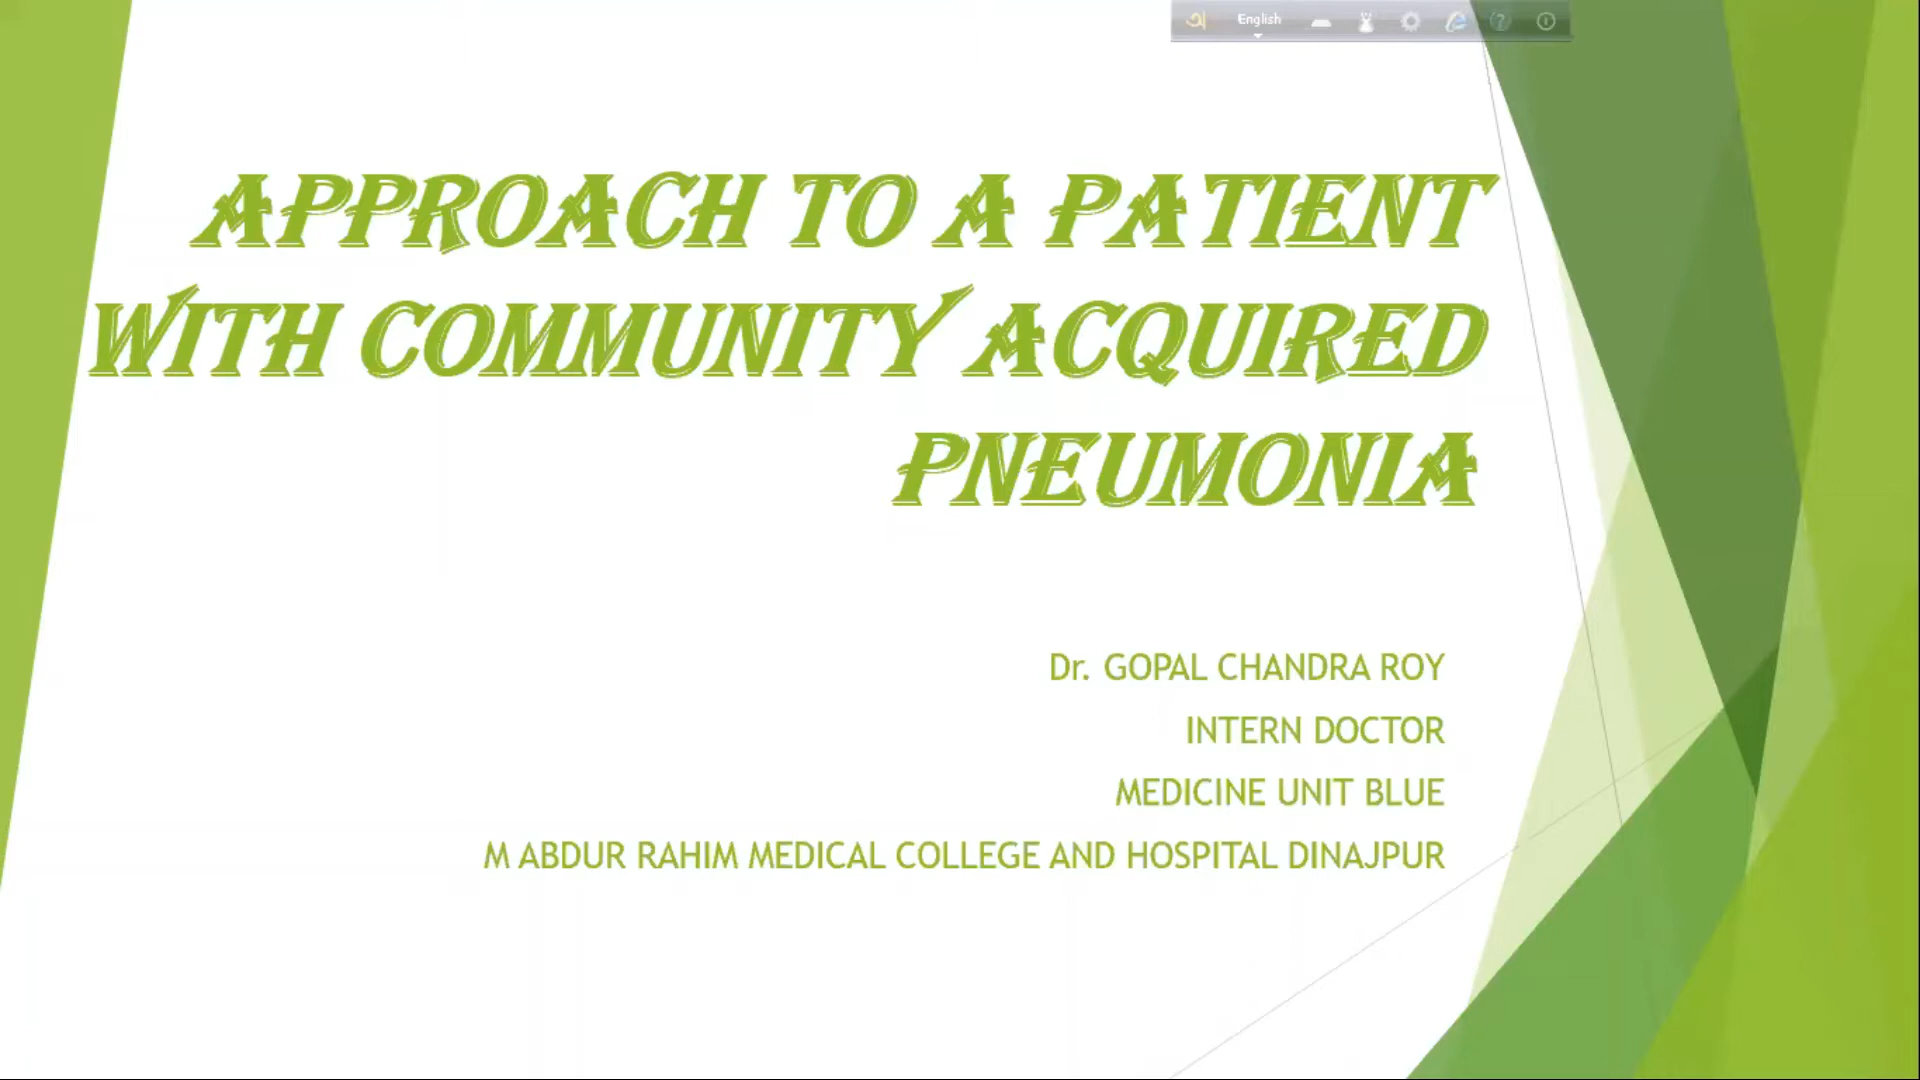 অ English
APPROACH TO A PATIENT
WITH COMMUNITY ACQUIRED
PNEUMONIA
Dr. GOPAL CHANDRA ROY
INTERN DOCTOR
MEDICINE UNIT BLUE
M ABDUR RAHIM MEDICAL COLLEGE AND HOSPITAL DINAJPUR